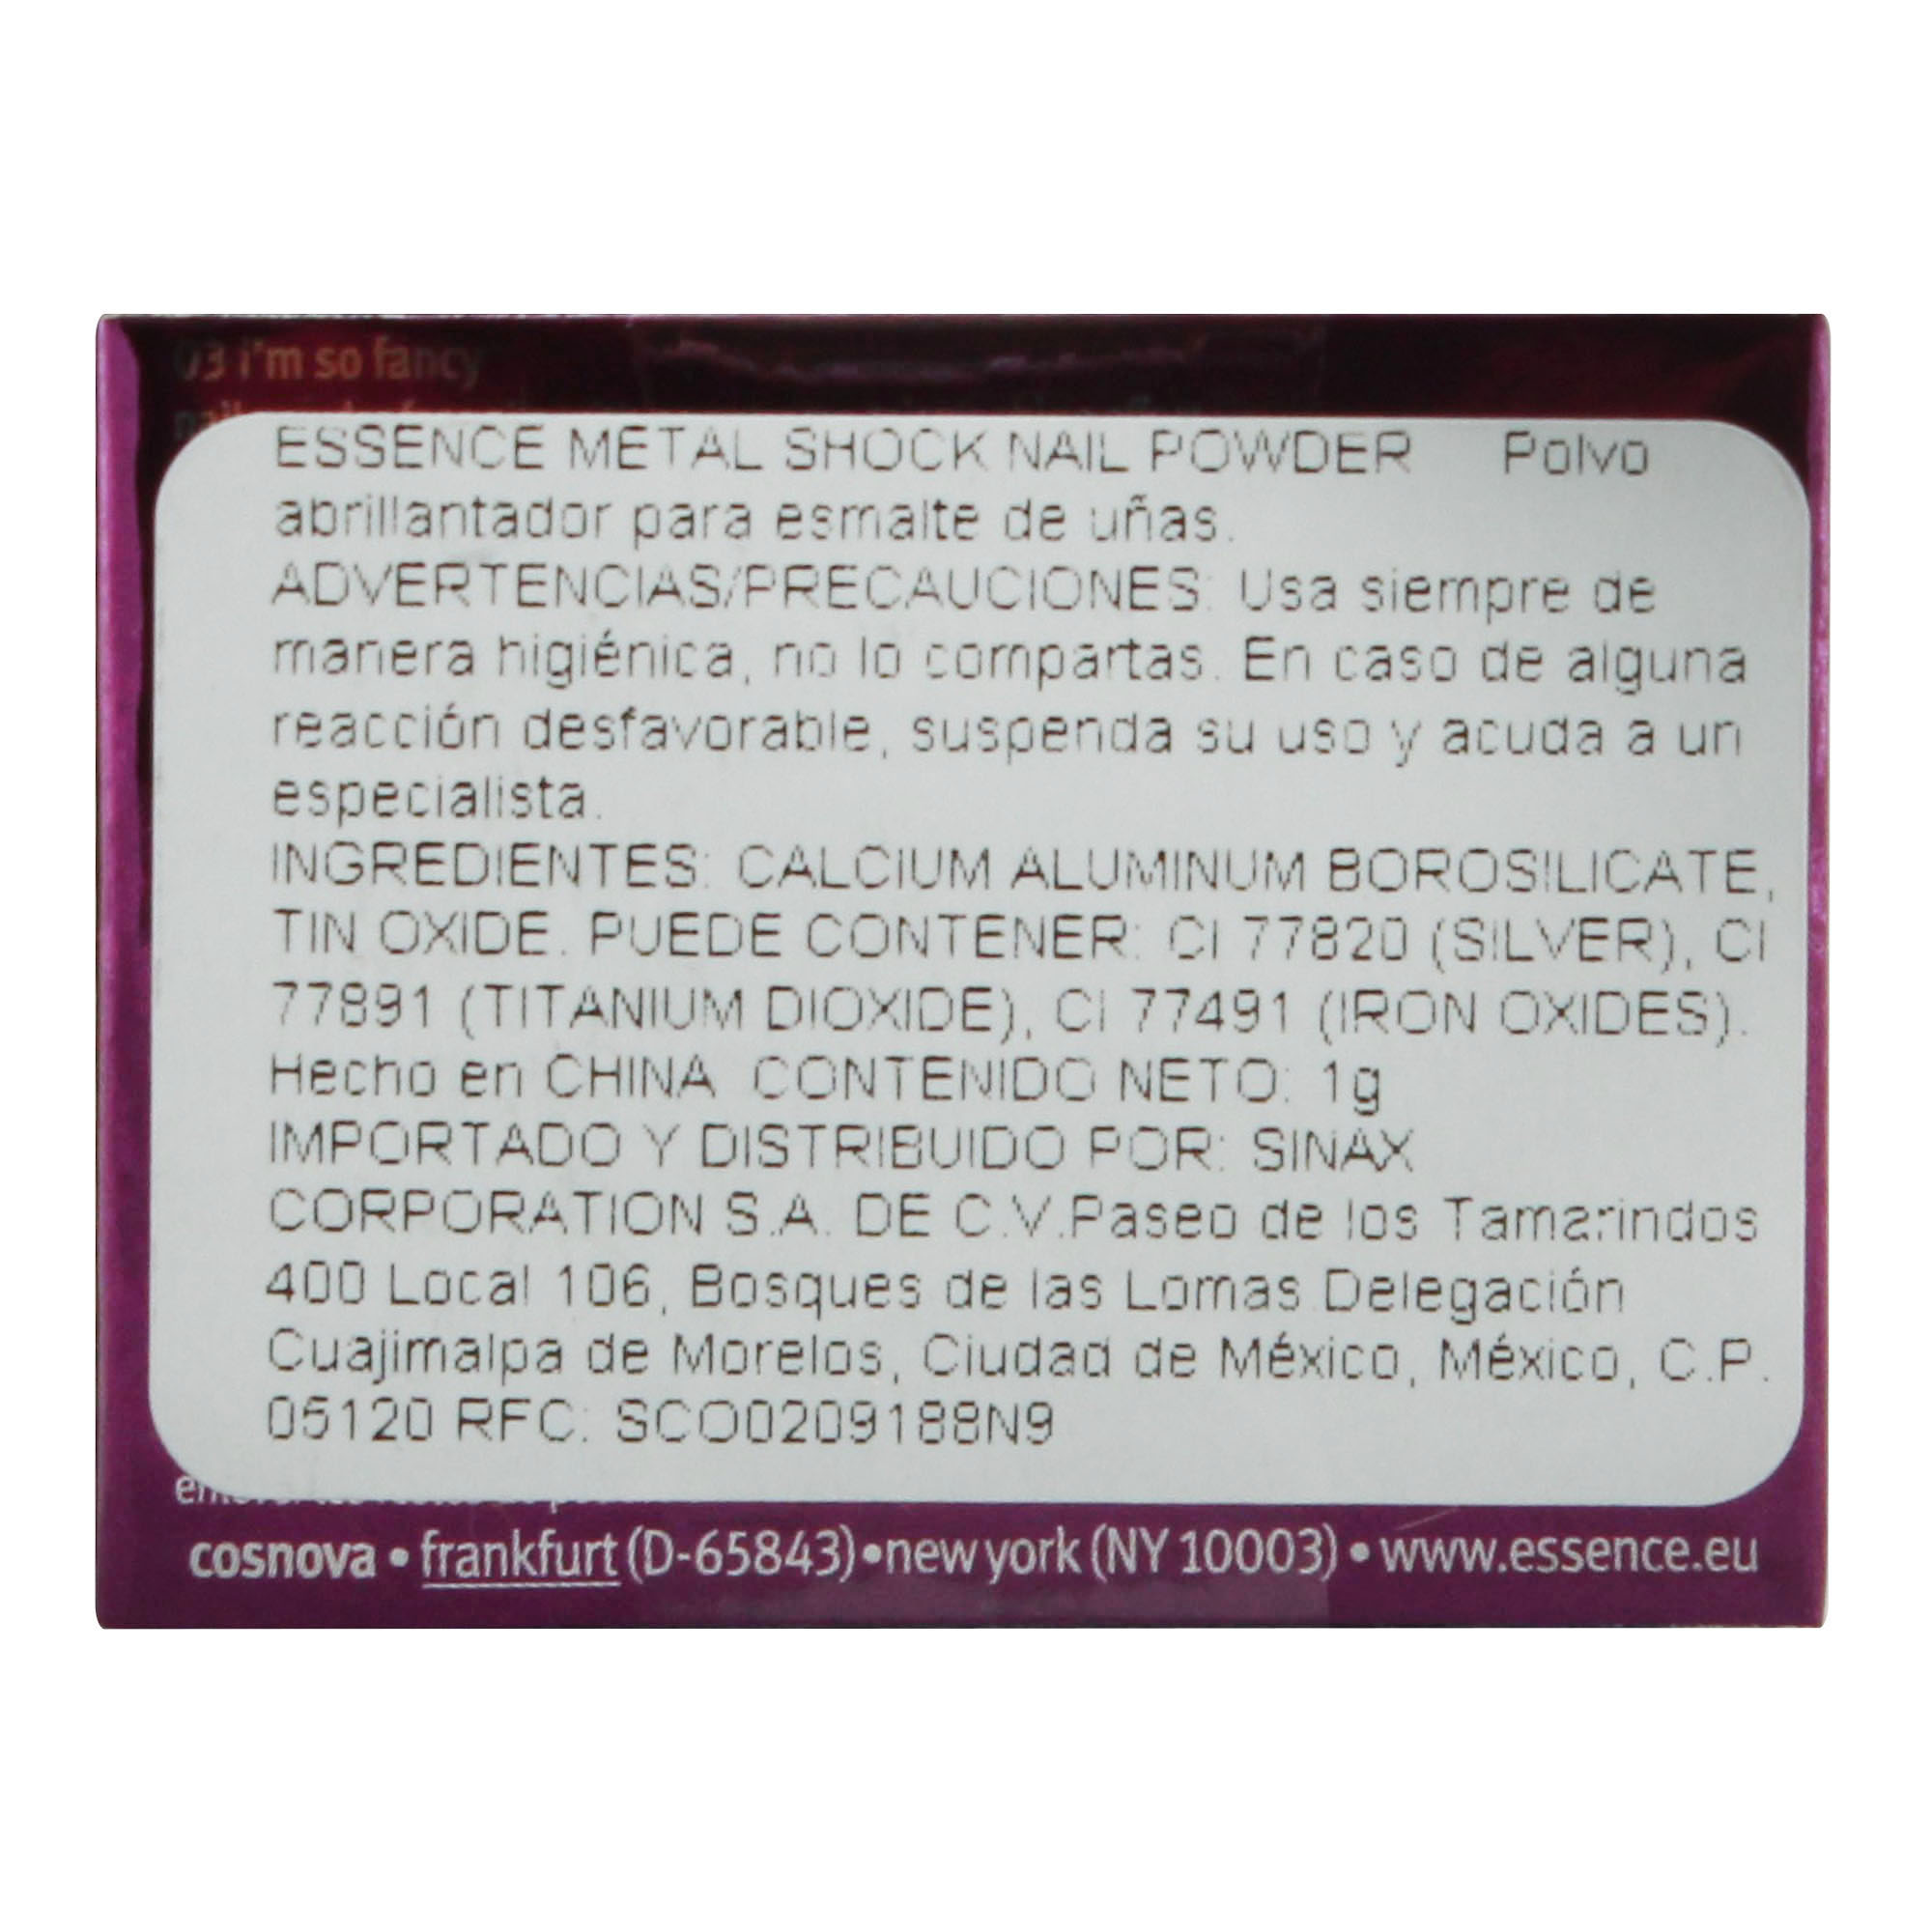 03 i'm so fancy
ESSENCE METAL SHOCK NAIL POWDER Polvo
abrillantador para esmalte de uñas.
ADVERTENCIAS/PRECAUCIONES: Usa siempre de
manera higiénica, no lo compartas. En caso de alguna
reacción desfavorable, suspenda su uso y acuda a un
especialista.
INGREDIENTES: CALCIUM ALUMINUM BOROSILICATE,
TIN OXIDE. PUEDE CONTENER: CI 77820 (SILVER), CI
77891 (TITANIUM DIOXIDE), CI 77491 (IRON OXIDES).
Hecho en CHINA CONTENIDO NETO: 1g
IMPORTADO Y DISTRIBUIDO POR: SINAX
CORPORATION S.A. DE C.V.Paseo de los Tamarindos
400 Local 106, Bosques de las Lomas Delegación
Cuajimalpa de Morelos, Ciudad de México, México, C.P.
05120 RFC: SCO0209188N9
cosnova • frankfurt (D-65843)•new york (NY 10003) • www.essence.eu